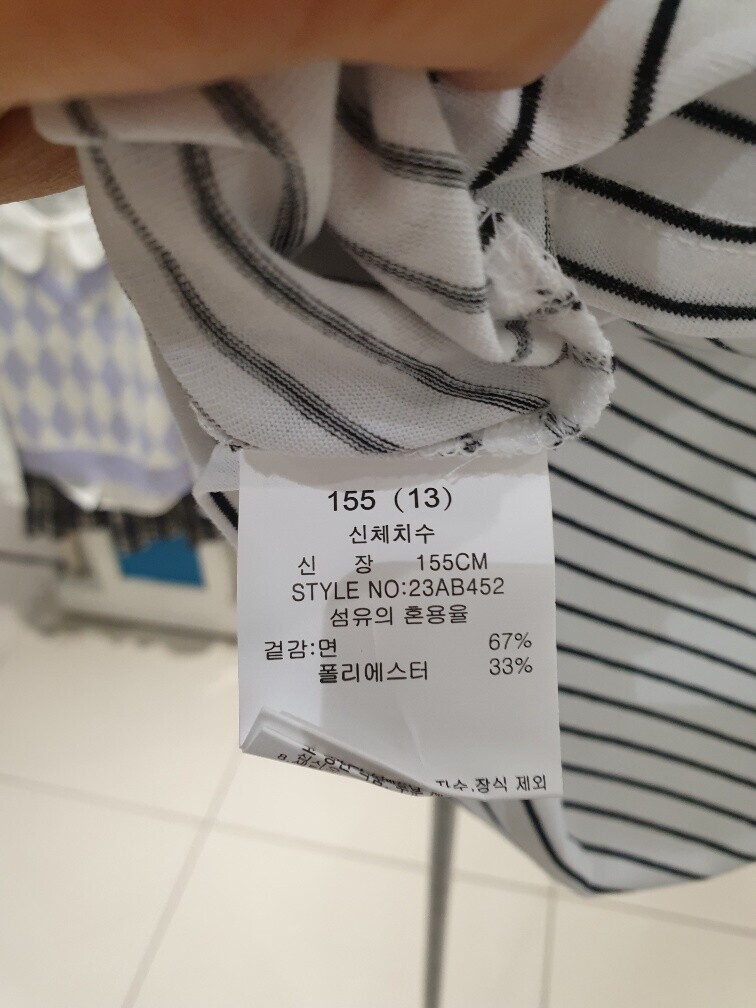 155 (13)
신체치수
신 장 155CM
STYLE NO:23AB452
섬유의 혼용율
겉감:면 67%
폴리에스터 33%
자수,장식 제외